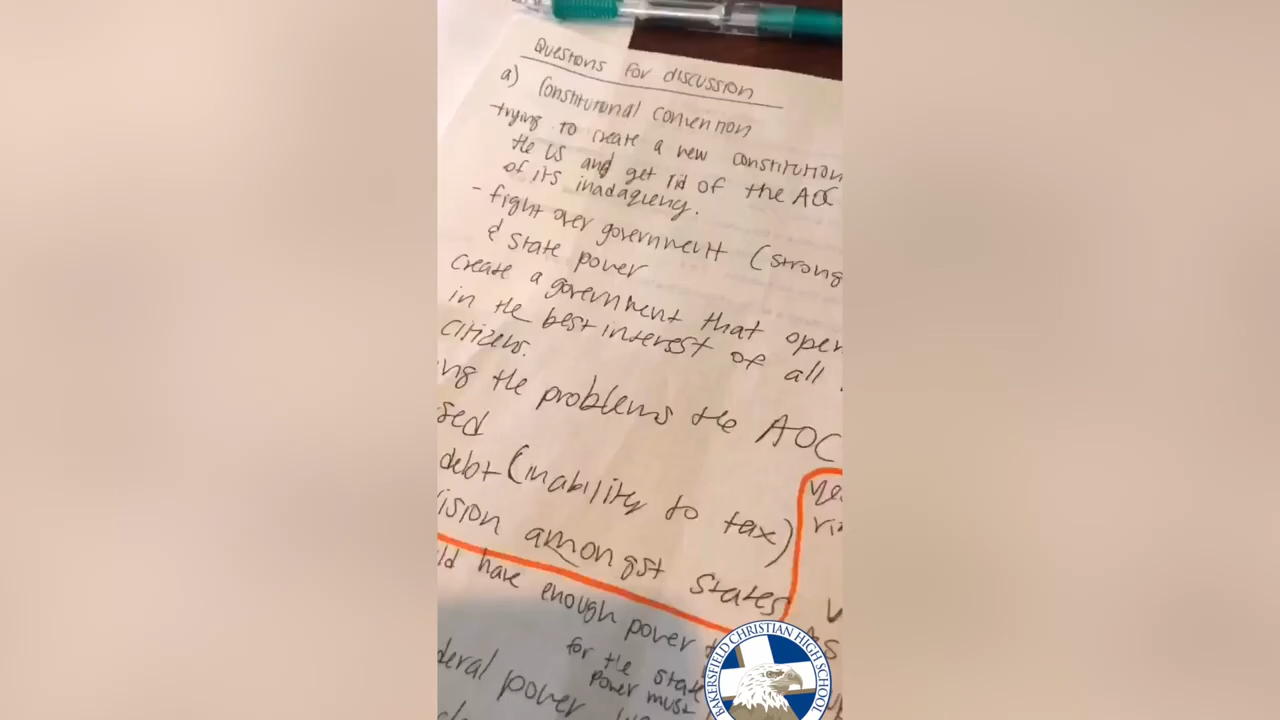 Questions for discussion
a) Constitutional convention
- trying to create a new constitution
the US and get rid of the AOC
of its inadaquency.
- fight over government (strong
& state power
create a government that oper
in the best interest of all
citizens.
ng the problems the AOC
sed
debt (inability to tax)
ision amongst states
ld have enough power
for the state
Power must
deral power
BAKERSFIELD CHRISTIAN HIGH SCHOOL